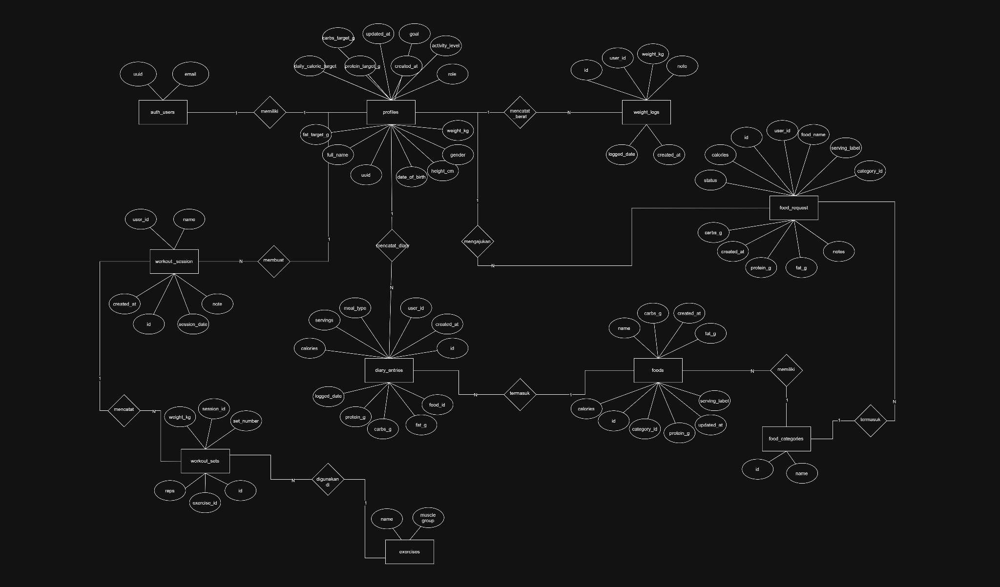 carbs_target_g
updated_at
goal
activity_level
daily_calorie_target
protein_target_g
created_at
role
uuid
email
auth_users
1
memiliki
1
profiles
1
mencatat
_berat
N
weight_logs
id
user_id
weight_kg
note
logged_date
created_at
fat_target_g
full_name
uuid
date_of_birth
height_cm
gender
weight_kg
id
user_id
food_name
serving_label
calories
category_id
status
food_request
carbs_g
created_at
protein_g
fat_g
notes
1
mengajukan
N
1
mencatat_diary
N
user_id
name
workout _session
N
membuat
1
created_at
id
session_date
note
meal_type
user_id
servings
created_at
calories
id
diary_entries
logged_date
protein_g
carbs_g
fat_g
food_id
N
termasuk
1
name
carbs_g
created_at
fat_g
foods
calories
id
category_id
protein_g
updated_at
serving_label
N
memiliki
1
food_categories
id
name
1
termasuk
N
1
mencatat
N
weight_kg
session_id
set_number
workout_sets
reps
exercise_id
id
N
digunakan
di
1
name
muscle
group
exercises